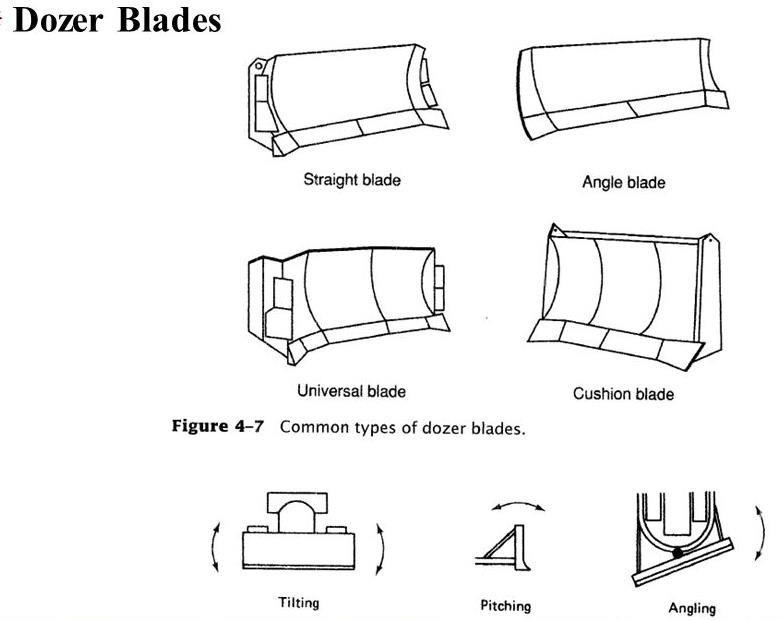 Dozer Blades
Straight blade
Angle blade
Universal blade
Cushion blade
Figure 4–7 Common types of dozer blades.
Tilting
Pitching
Angling